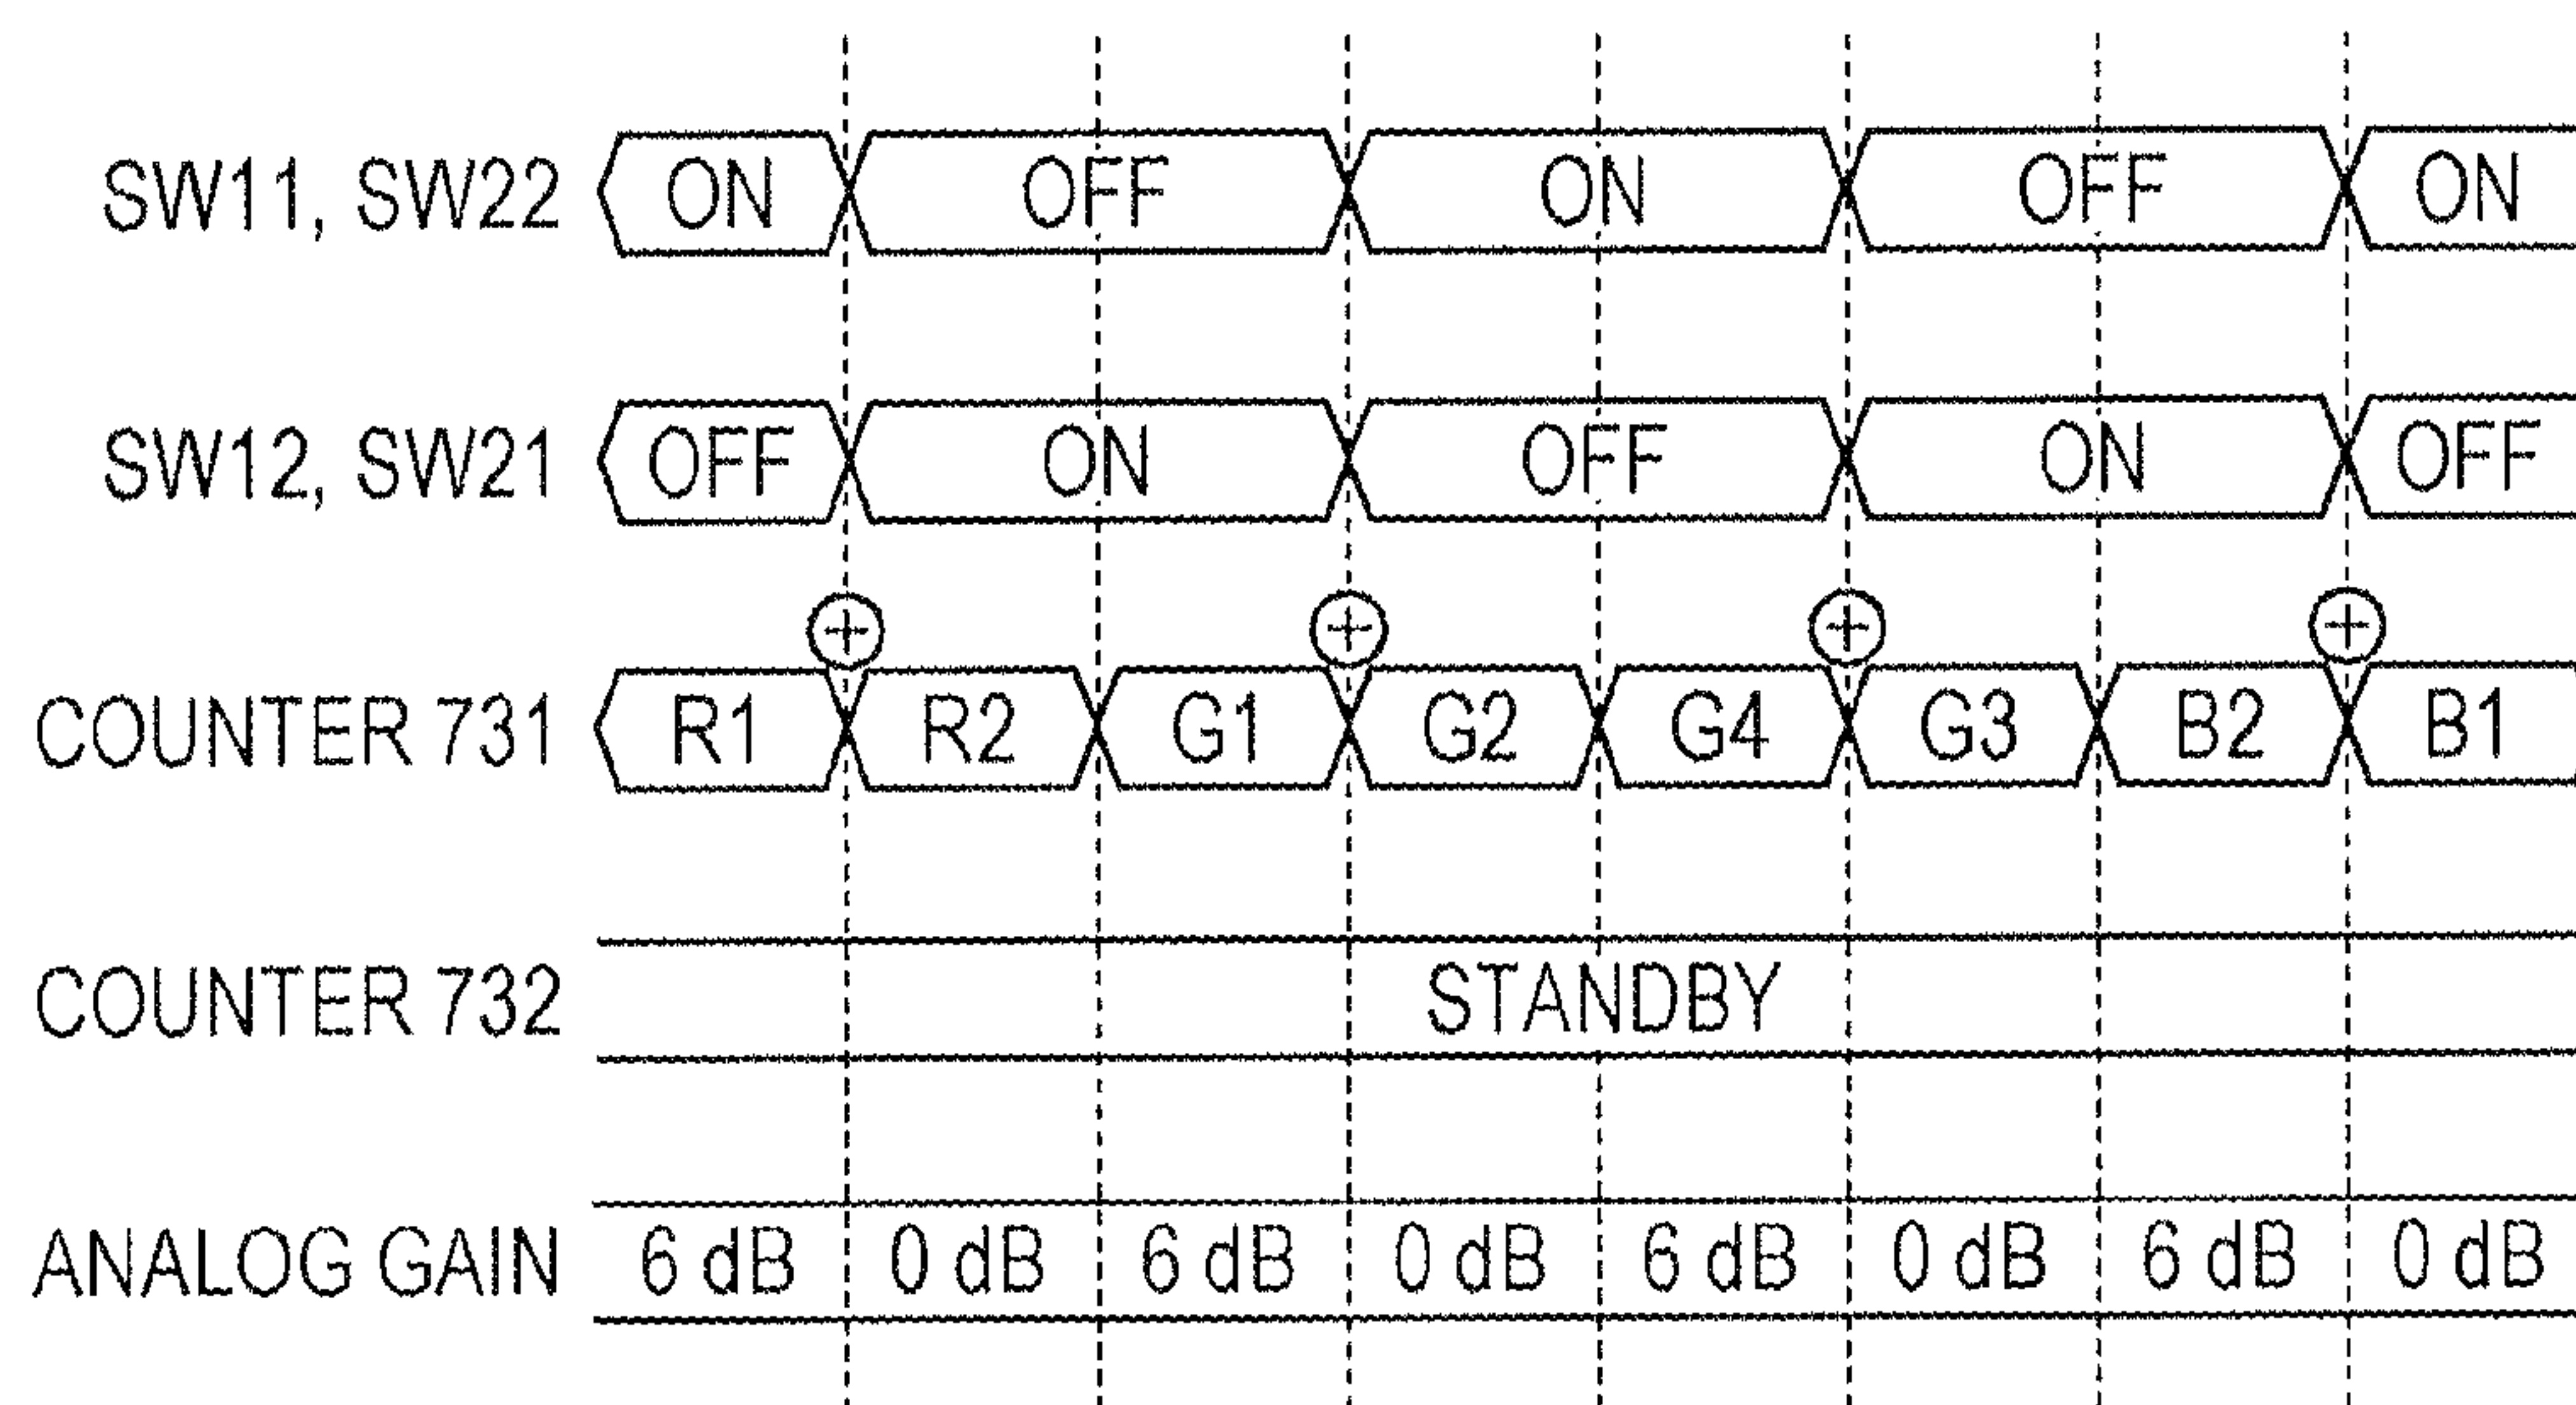 SW11, SW22 ON OFF ON OFF ON
SW12, SW21 OFF ON OFF ON OFF
COUNTER 731 R1 R2 G1 G2 G4 G3 B2 B1
COUNTER 732 STANDBY
ANALOG GAIN 6 dB 0 dB 6 dB 0 dB 6 dB 0 dB 6 dB 0 dB